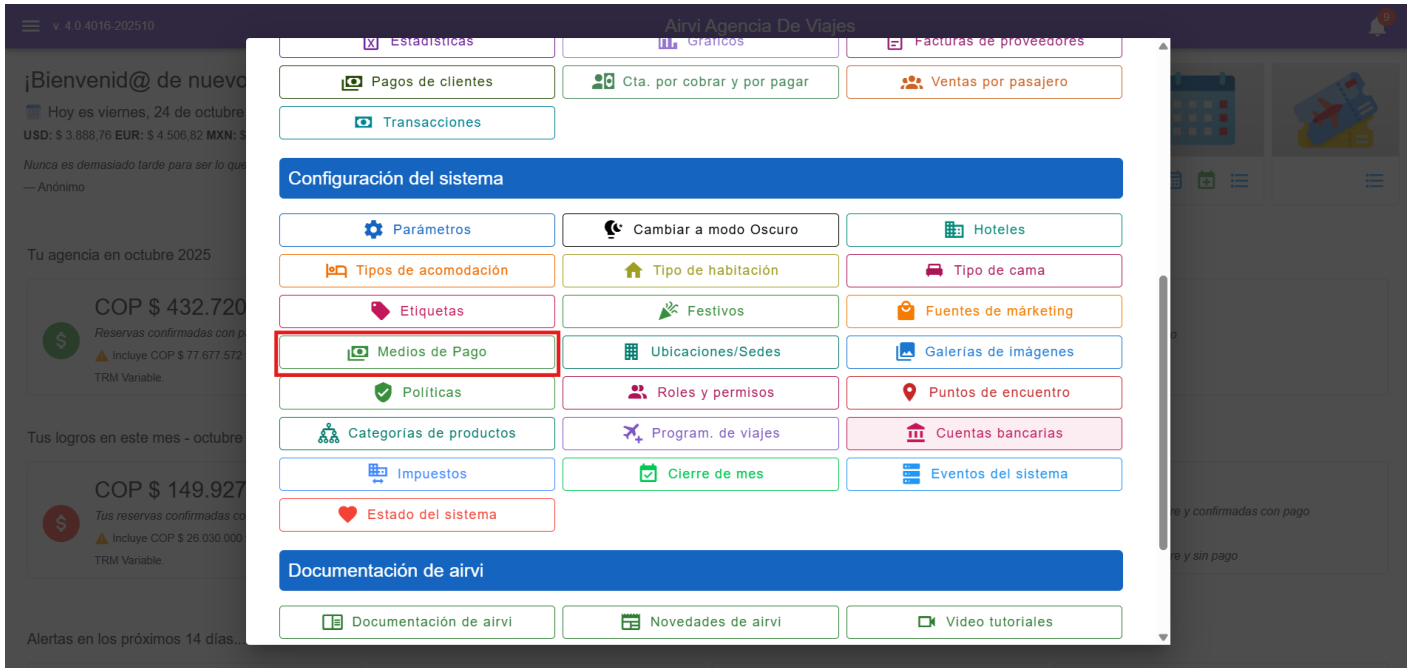 v. 4.0.4016-202510
Airvi Agencia De Viajes
9
¡Bienvenid@ de nuevo
Hoy es viernes, 24 de octubre
USD: $ 3.888,76 EUR: $ 4.506,82 MXN: $
Nunca es demasiado tarde para ser lo que
— Anónimo
Tu agencia en octubre 2025
COP $ 432.720
Reservas confirmadas con p
Incluye COP $ 77.677.572
TRM Variable.
Tus logros en este mes - octubre
COP $ 149.927
Tus reservas confirmadas co
Incluye COP $ 26.030.000
TRM Variable.
Alertas en los próximos 14 días...
Estadísticas
Gráficos
Facturas de proveedores
Pagos de clientes
Cta. por cobrar y por pagar
Ventas por pasajero
Transacciones
Configuración del sistema
Parámetros
Cambiar a modo Oscuro
Hoteles
Tipos de acomodación
Tipo de habitación
Tipo de cama
Etiquetas
Festivos
Fuentes de márketing
Medios de Pago
Ubicaciones/Sedes
Galerías de imágenes
Políticas
Roles y permisos
Puntos de encuentro
Categorías de productos
Program. de viajes
Cuentas bancarias
Impuestos
Cierre de mes
Eventos del sistema
Estado del sistema
Documentación de airvi
Documentación de airvi
Novedades de airvi
Video tutoriales
re y confirmadas con pago
re y sin pago